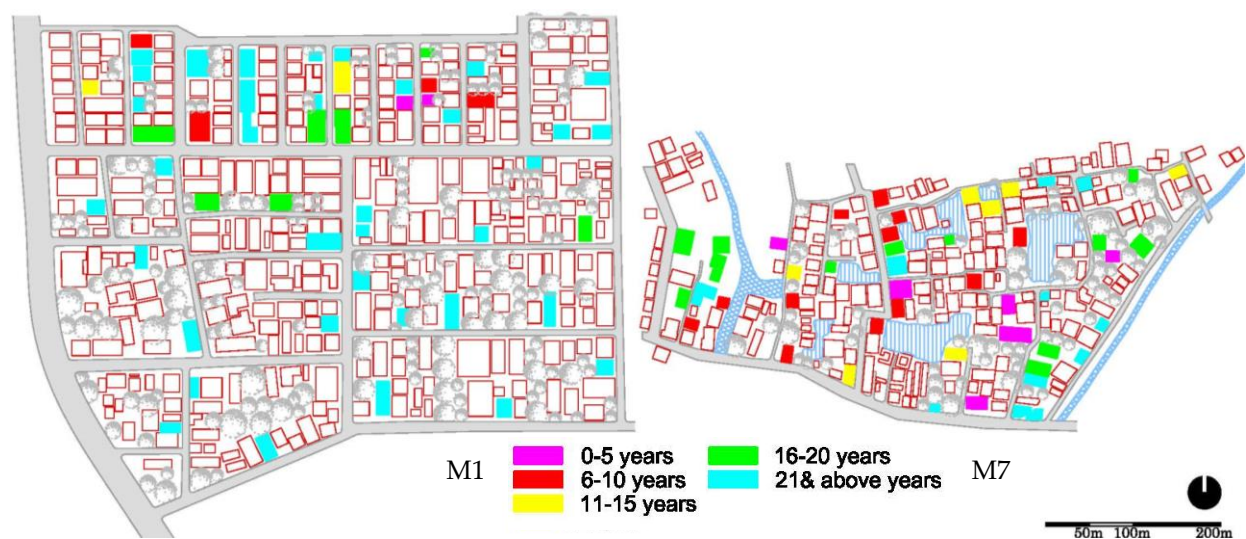 M1
0-5 years
6-10 years
11-15 years
16-20 years
21& above years
M7
50m 100m 200m